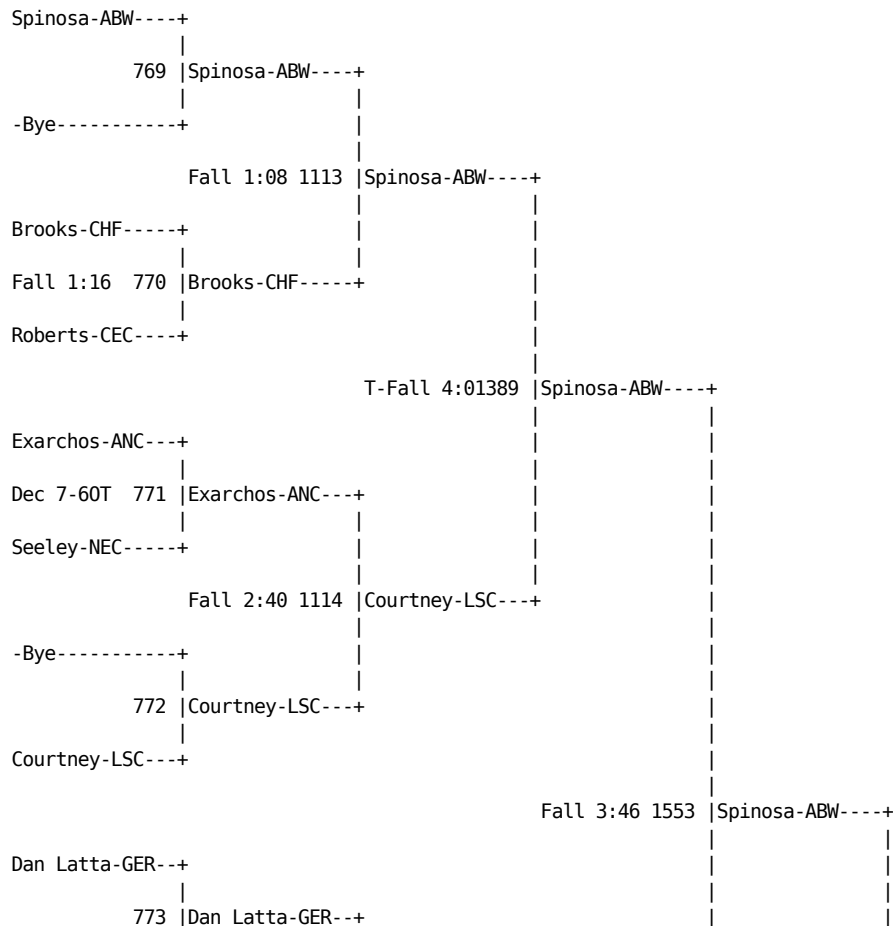 Spinosa-ABW----+
|
769 |Spinosa-ABW----+
| |
-Bye-----------+ |
|
Fall 1:08 1113 |Spinosa-ABW----+
| |
Brooks-CHF-----+ | |
| | |
Fall 1:16 770 |Brooks-CHF-----+ |
| |
Roberts-CEC----+ |
|
T-Fall 4:01389 |Spinosa-ABW----+
| |
Exarchos-ANC---+ | |
| | |
Dec 7-6OT 771 |Exarchos-ANC---+ | |
| | | |
Seeley-NEC-----+ | | |
| | |
Fall 2:40 1114 |Courtney-LSC---+ |
| |
-Bye-----------+ | |
| | |
772 |Courtney-LSC---+ |
| |
Courtney-LSC---+ |
|
Fall 3:46 1553 |Spinosa-ABW----+
| |
Dan Latta-GER--+ | |
| | |
773 |Dan Latta-GER--+ | |